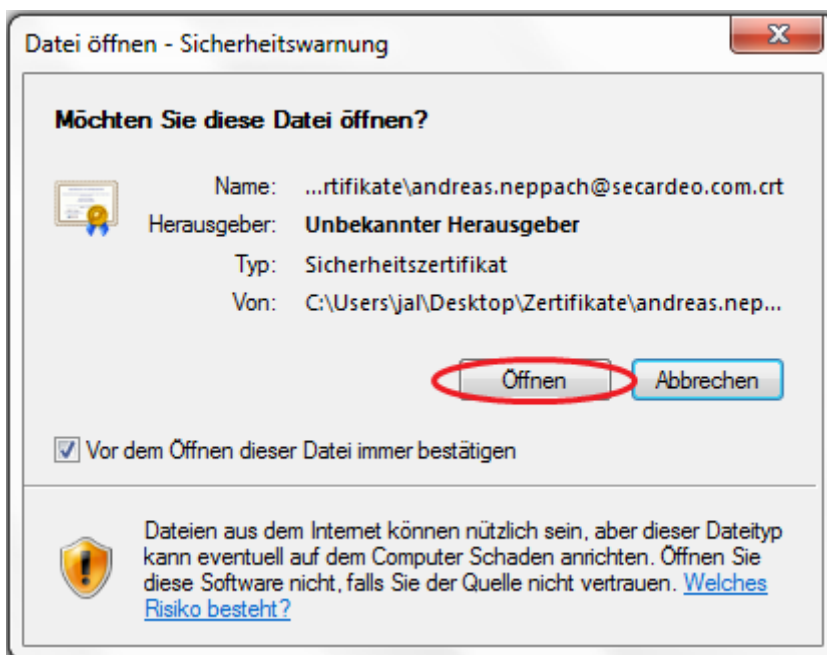 Datei öffnen - Sicherheitswarnung
Möchten Sie diese Datei öffnen?
Name: ...rtifikate\andreas.neppach@secardeo.com.crt
Herausgeber: Unbekannter Herausgeber
Typ: Sicherheitszertifikat
Von: C:\Users\jal\Desktop\Zertifikate\andreas.nep...
Öffnen Abbrechen
Vor dem Öffnen dieser Datei immer bestätigen
Dateien aus dem Internet können nützlich sein, aber dieser Dateityp
kann eventuell auf dem Computer Schaden anrichten. Öffnen Sie
diese Software nicht, falls Sie der Quelle nicht vertrauen. Welches
Risiko besteht?